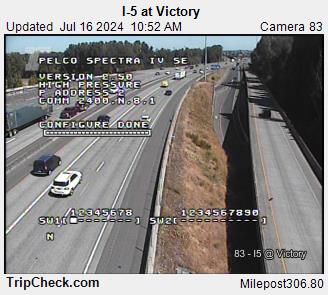 I-5 at Victory
Updated Jul 16 2024 10:52 AM Camera 83
PELCO SPECTRA IV SE
VERSION 2.50
HIGH PRESSURE
P ADDRESS 2
COMM 2400,N,8,1
CONFIGURE DONE
12345678 1234567890
SW1[■-------] SW2[----------]
N
83 - I5 @ Victory
TripCheck.com Milepost306.80